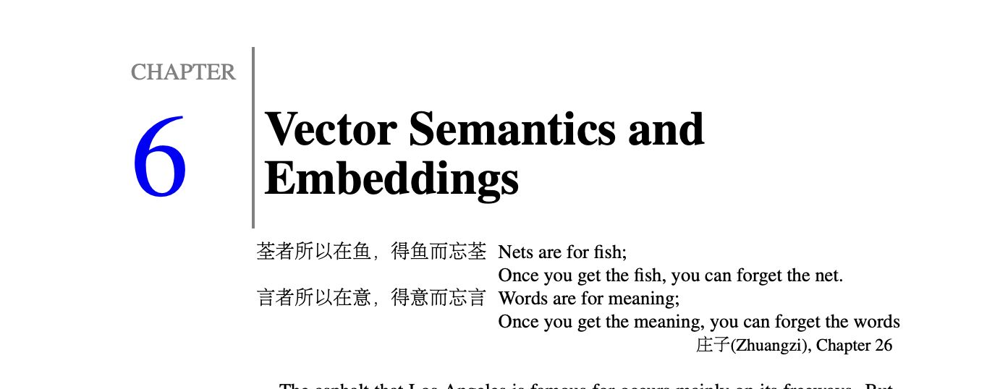 CHAPTER
6
Vector Semantics and
Embeddings
荃者所以在鱼，得鱼而忘荃 Nets are for fish;
Once you get the fish, you can forget the net.
言者所以在意，得意而忘言 Words are for meaning;
Once you get the meaning, you can forget the words
庄子(Zhuangzi), Chapter 26
The asphalt that Los Angeles is famous for occurs mainly on its freeways. But